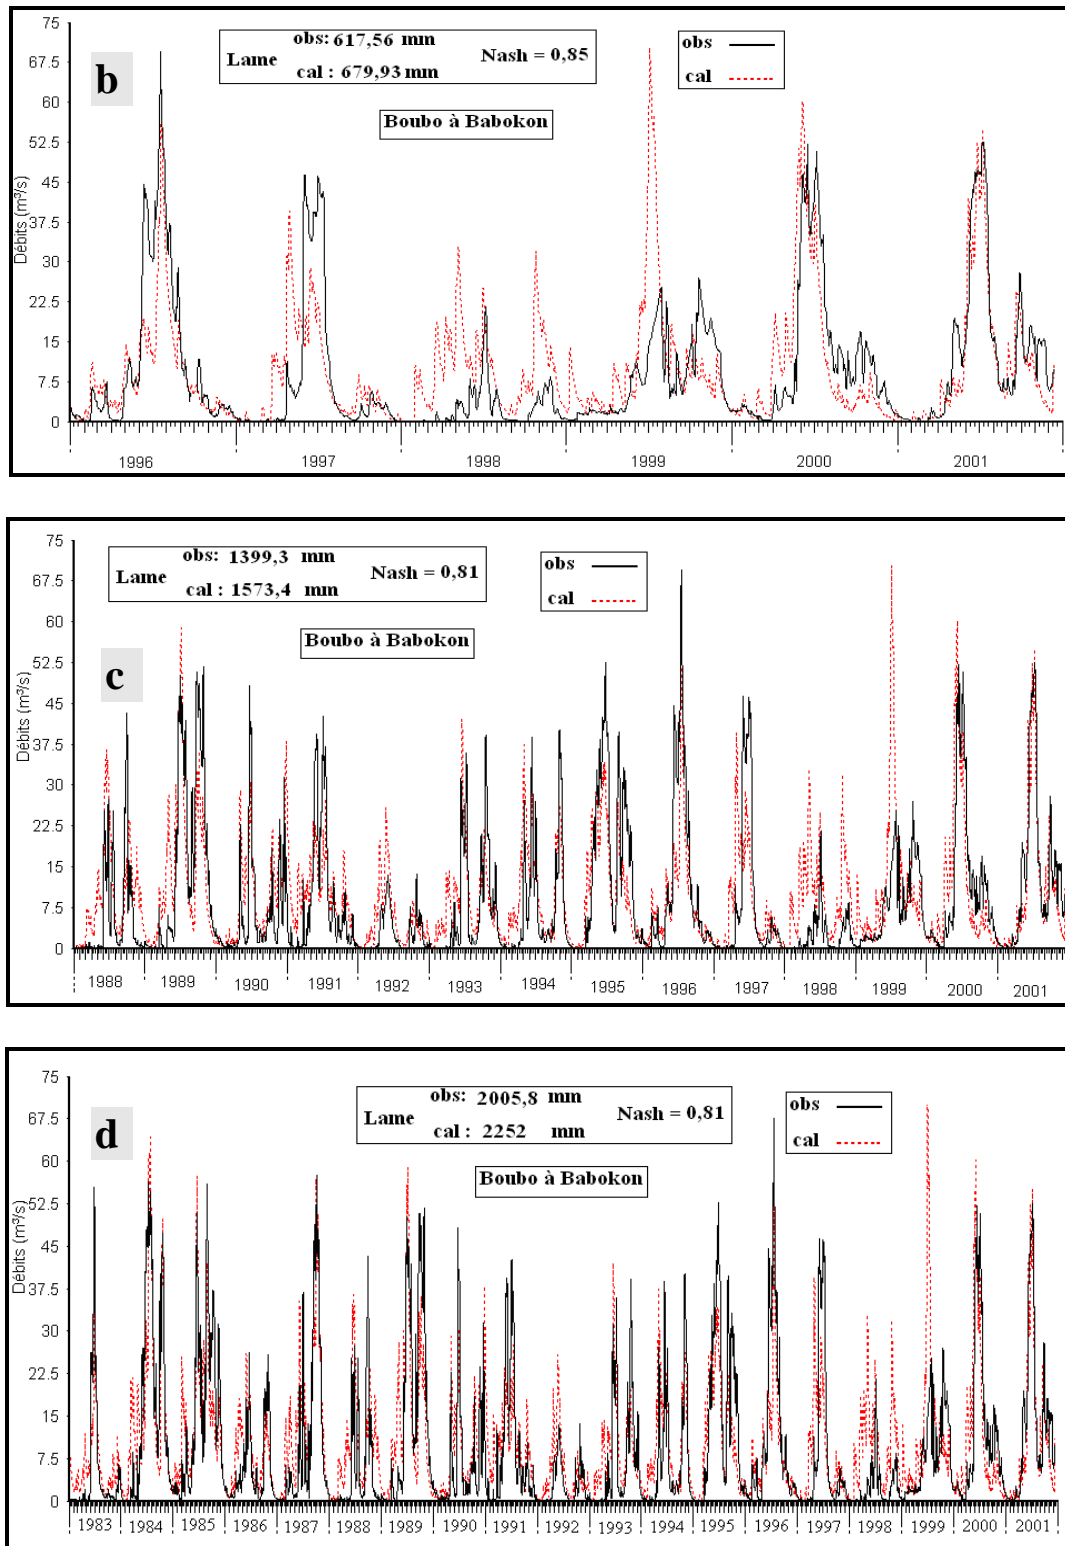 75
67.5
60
52.5
45
37.5
30
22.5
15
7.5
0
Débits (m³/s)
b
Lame
obs: 617,56 mm
cal : 679,93 mm
Nash = 0,85
obs
cal
Boubo à Babokon
1996 1997 1998 1999 2000 2001
75
67.5
60
52.5
45
37.5
30
22.5
15
7.5
0
Débits (m³/s)
c
Lame
obs: 1399,3 mm
cal : 1573,4 mm
Nash = 0,81
obs
cal
Boubo à Babokon
1988 1989 1990 1991 1992 1993 1994 1995 1996 1997 1998 1999 2000 2001
75
67.5
60
52.5
45
37.5
30
22.5
15
7.5
0
Débits (m³/s)
d
Lame
obs: 2005,8 mm
cal : 2252 mm
Nash = 0,81
obs
cal
Boubo à Babokon
1983 1984 1985 1986 1987 1988 1989 1990 1991 1992 1993 1994 1995 1996 1997 1998 1999 2000 2001